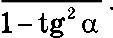 1 − tg² α .